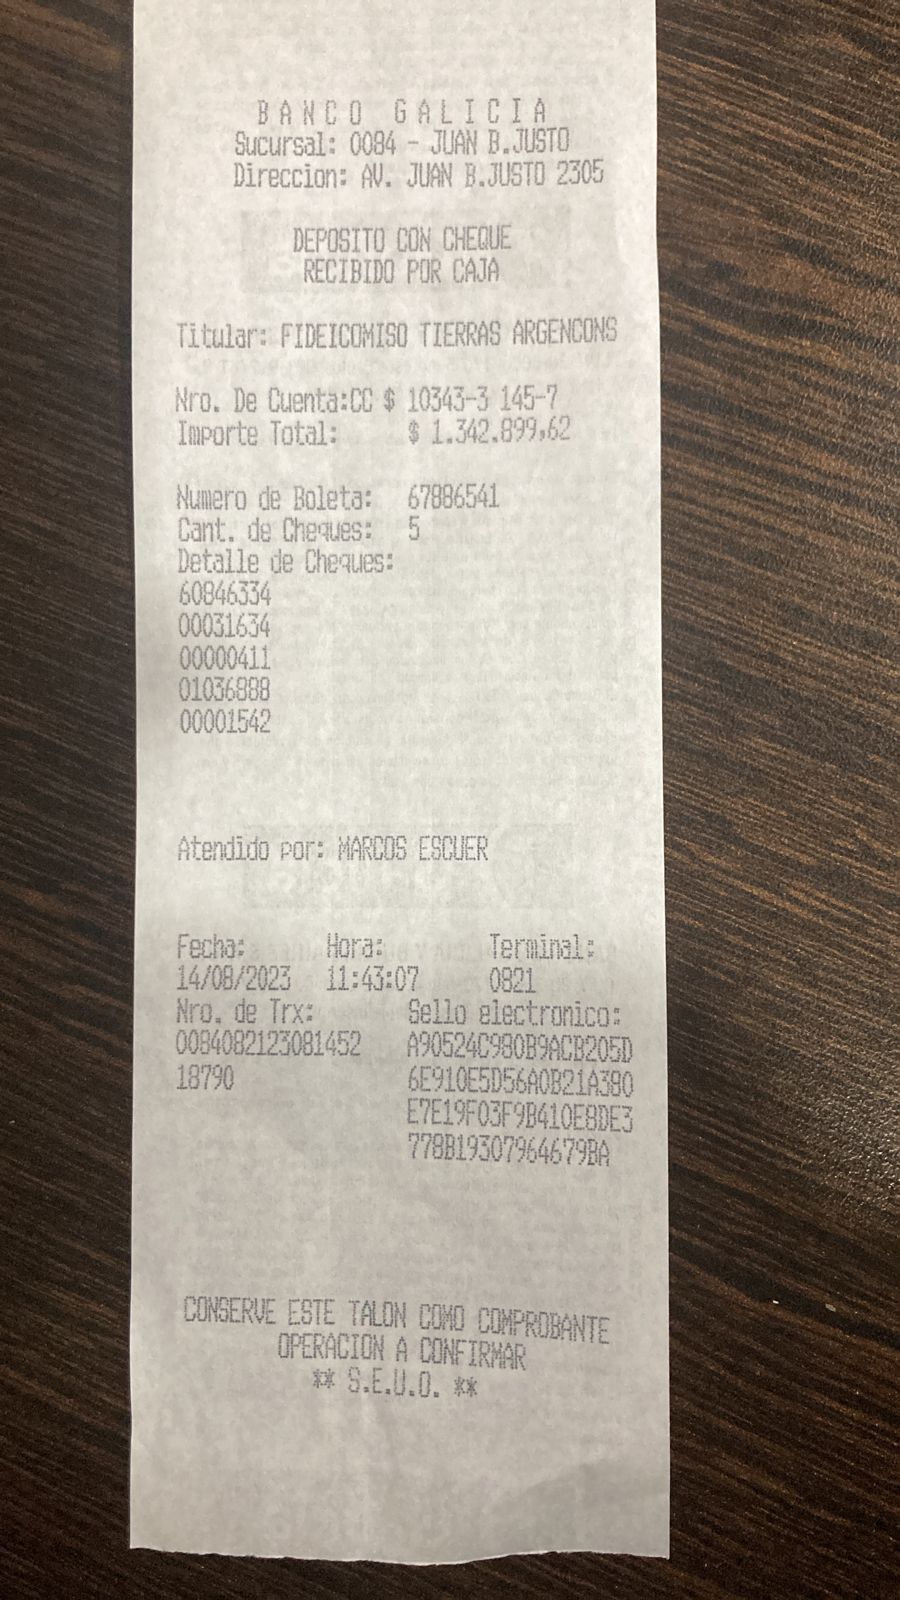 BANCO GALICIA
Sucursal: 0084 - JUAN B.JUSTO
Direccion: AV. JUAN B.JUSTO 2305
DEPOSITO CON CHEQUE
RECIBIDO POR CAJA
Titular: FIDEICOMISO TIERRAS ARGENCONS
Nro. De Cuenta:CC $ 10343-3 145-7
Importe Total: $ 1.342.899,62
Numero de Boleta: 67886541
Cant. de Cheques: 5
Detalle de Cheques:
60846334
00031634
00000411
01036888
00001542
Atendido por: MARCOS ESCUER
Fecha: Hora: Terminal:
14/08/2023 11:43:07 0821
Nro. de Trx: Sello electronico:
0084082123081452 A90524C980B9ACB205D
18790 6E910E5D56A0B21A380
E7E19F03F9B410E8DE3
778B19307964679BA
CONSERVE ESTE TALON COMO COMPROBANTE
OPERACION A CONFIRMAR
** S.E.U.O. **